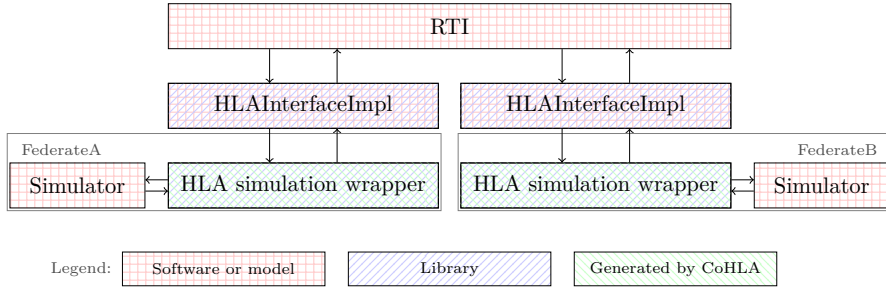 RTI
HLAInterfaceImpl HLAInterfaceImpl
FederateA FederateB
Simulator HLA simulation wrapper HLA simulation wrapper Simulator
Legend: Software or model Library Generated by CoHLA